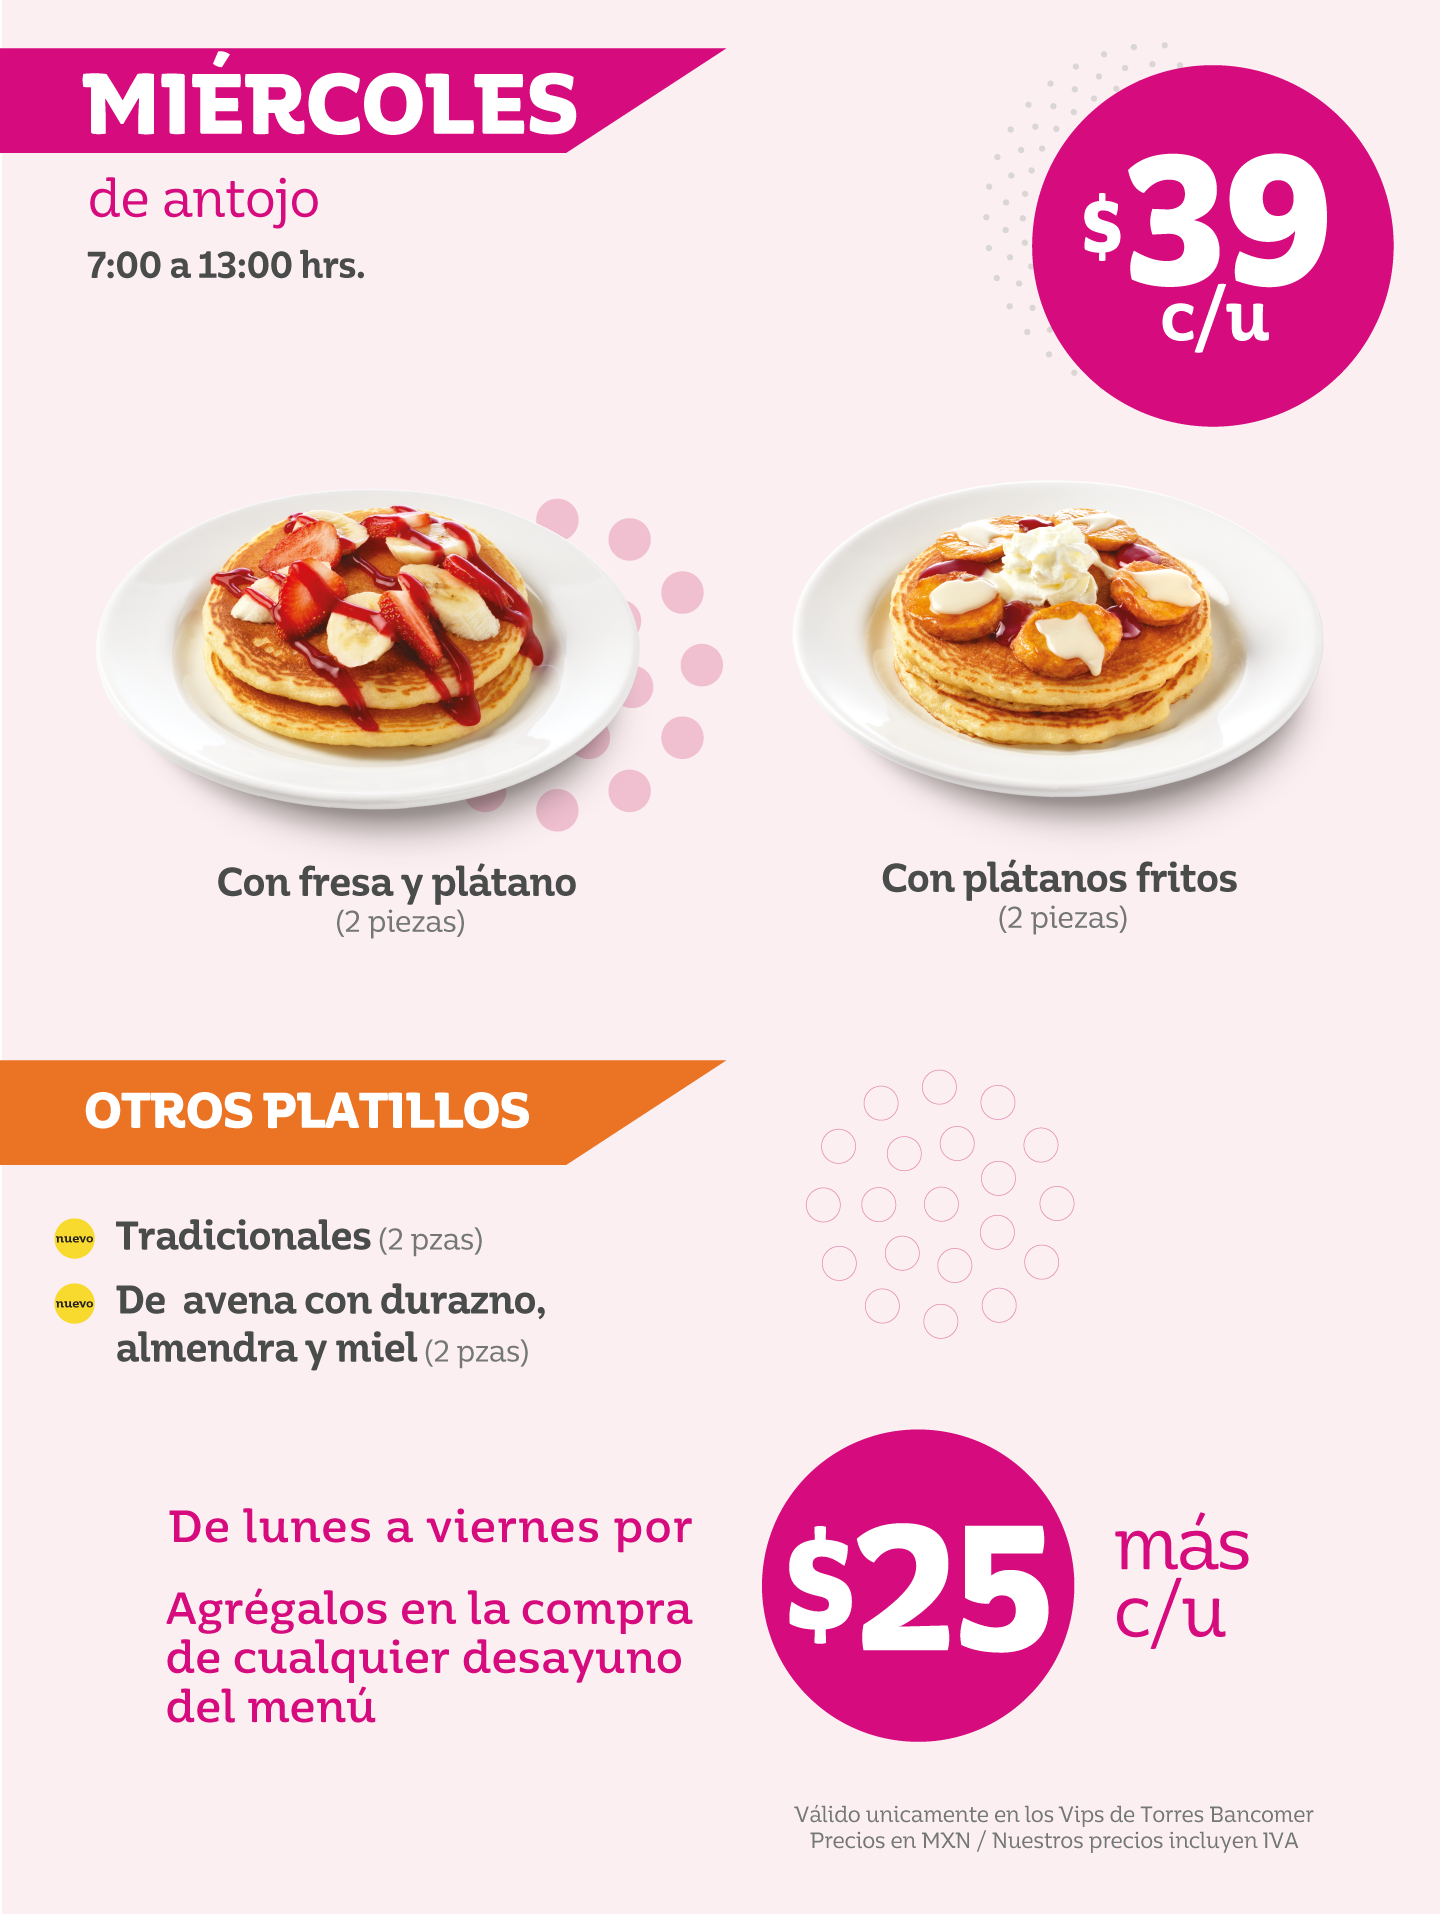 MIÉRCOLES
de antojo
7:00 a 13:00 hrs.
$39
c/u
Con fresa y plátano
(2 piezas)
Con plátanos fritos
(2 piezas)
OTROS PLATILLOS
nuevo Tradicionales (2 pzas)
nuevo De avena con durazno,
almendra y miel (2 pzas)
De lunes a viernes por
Agrégalos en la compra
de cualquier desayuno
del menú
$25
más
c/u
Válido unicamente en los Vips de Torres Bancomer
Precios en MXN / Nuestros precios incluyen IVA